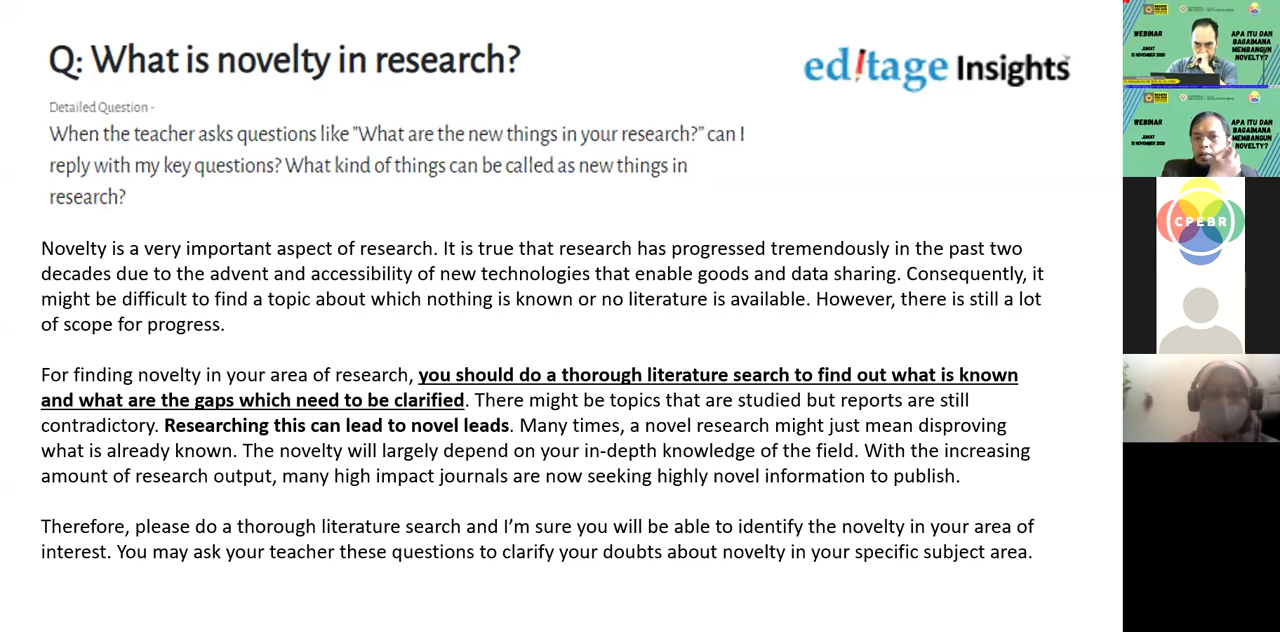 Q: What is novelty in research?
editage Insights
Detailed Question -
When the teacher asks questions like "What are the new things in your research?" can I
reply with my key questions? What kind of things can be called as new things in
research?
Novelty is a very important aspect of research. It is true that research has progressed tremendously in the past two
decades due to the advent and accessibility of new technologies that enable goods and data sharing. Consequently, it
might be difficult to find a topic about which nothing is known or no literature is available. However, there is still a lot
of scope for progress.
For finding novelty in your area of research, you should do a thorough literature search to find out what is known
and what are the gaps which need to be clarified. There might be topics that are studied but reports are still
contradictory. Researching this can lead to novel leads. Many times, a novel research might just mean disproving
what is already known. The novelty will largely depend on your in-depth knowledge of the field. With the increasing
amount of research output, many high impact journals are now seeking highly novel information to publish.
Therefore, please do a thorough literature search and I'm sure you will be able to identify the novelty in your area of
interest. You may ask your teacher these questions to clarify your doubts about novelty in your specific subject area.
WEBINAR
JUMAT
13 NOVEMBER 2020
APA ITU DAN
BAGAIMANA
MEMBANGUN
NOVELTY?
WEBINAR
JUMAT
13 NOVEMBER 2020
APA ITU DAN
BAGAIMANA
MEMBANGUN
NOVELTY?
CPEBR